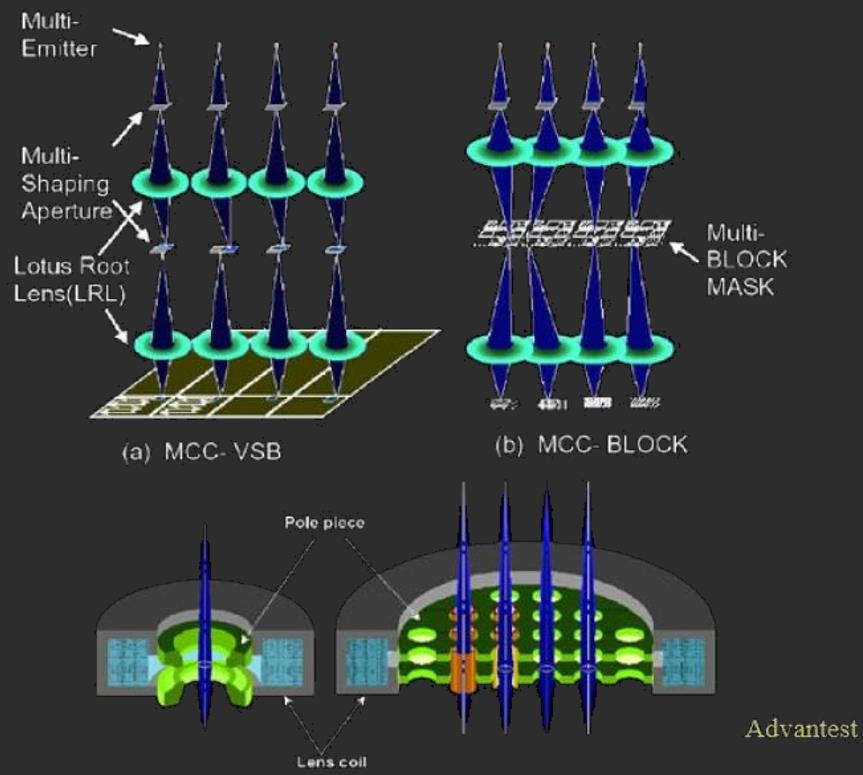 Multi-
Emitter
Multi-
Shaping
Aperture
Lotus Root
Lens(LRL)
Multi-
BLOCK
MASK
(a) MCC- VSB
(b) MCC- BLOCK
Pole piece
Lens coil
Advantest